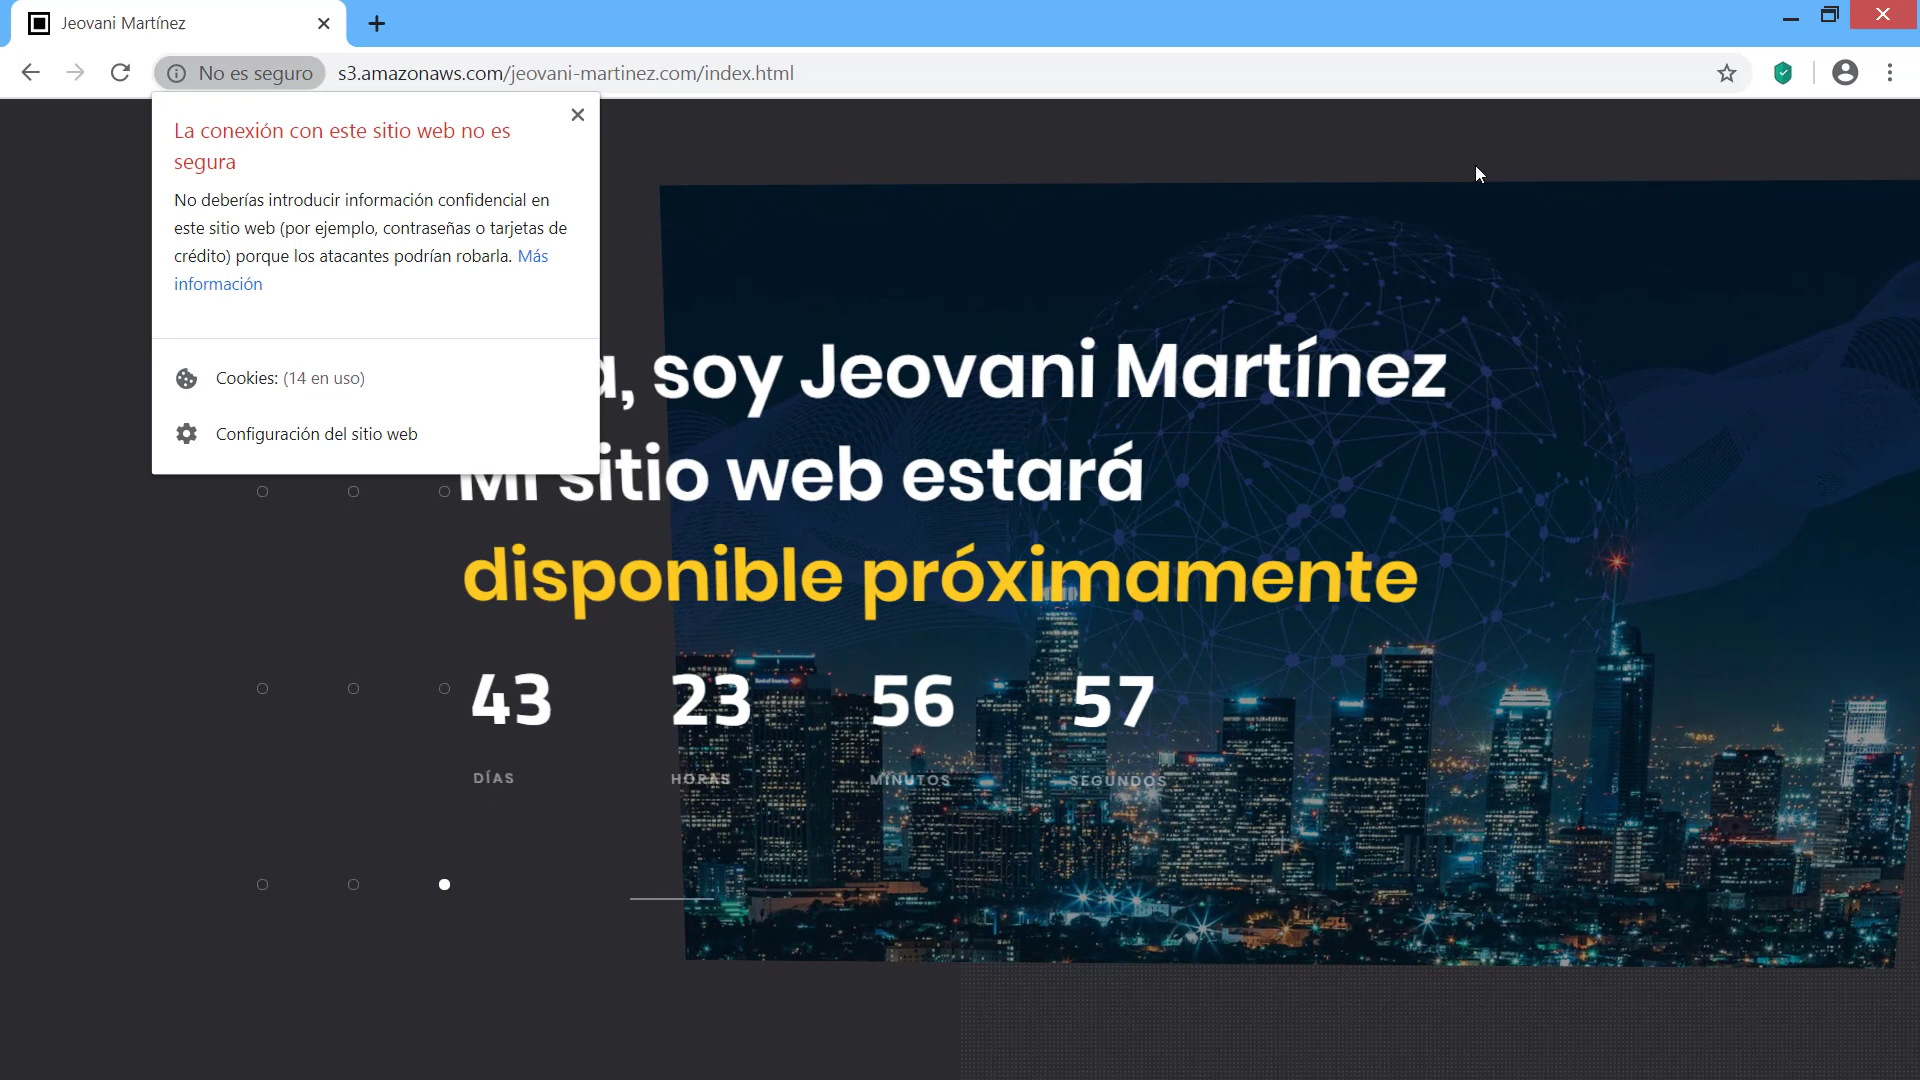 Jeovani Martínez
No es seguro
s3.amazonaws.com/jeovani-martinez.com/index.html
La conexión con este sitio web no es
segura
No deberías introducir información confidencial en
este sitio web (por ejemplo, contraseñas o tarjetas de
crédito) porque los atacantes podrían robarla. Más
información
Cookies: (14 en uso)
Configuración del sitio web
a, soy Jeovani Martínez
Mi sitio web estará
disponible próximamente
43 23 56 57
DÍAS HORAS MINUTOS SEGUNDOS